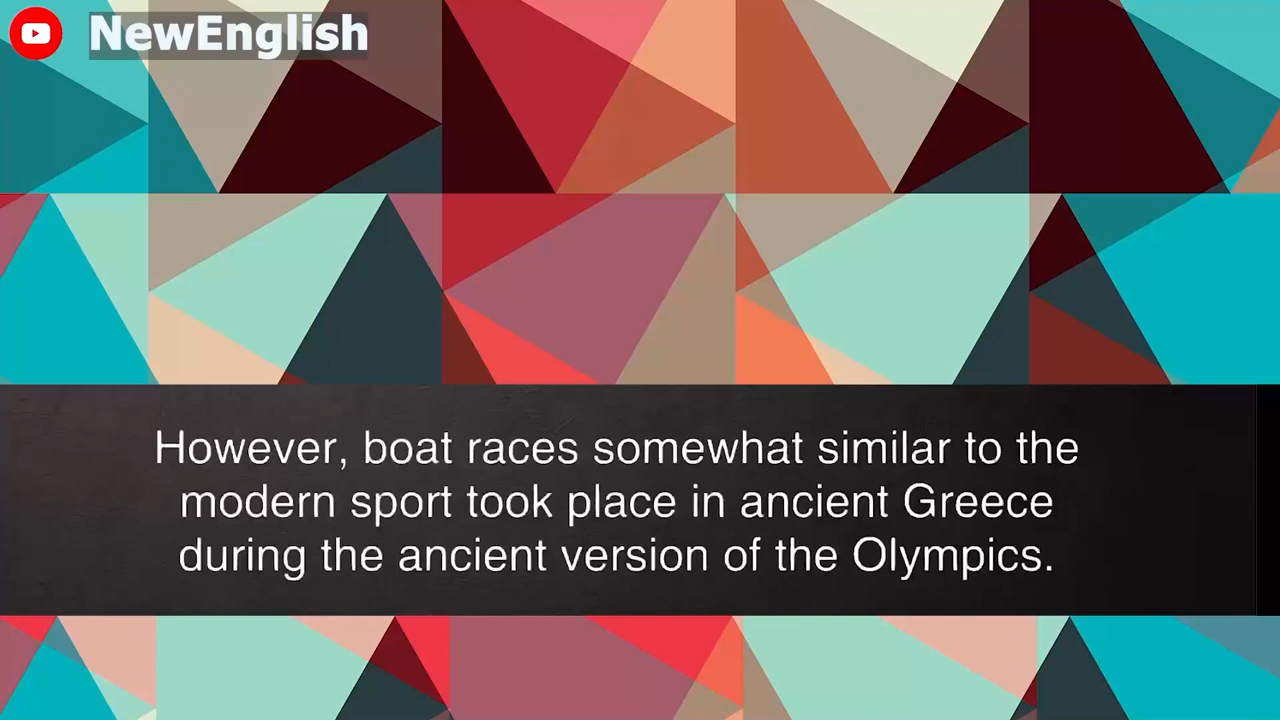 NewEnglish
However, boat races somewhat similar to the
modern sport took place in ancient Greece
during the ancient version of the Olympics.